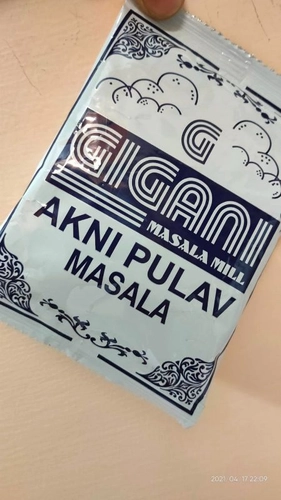 G
GIGANI
MASALA MILL
AKNI PULAV
MASALA
2021-04-17 22:09